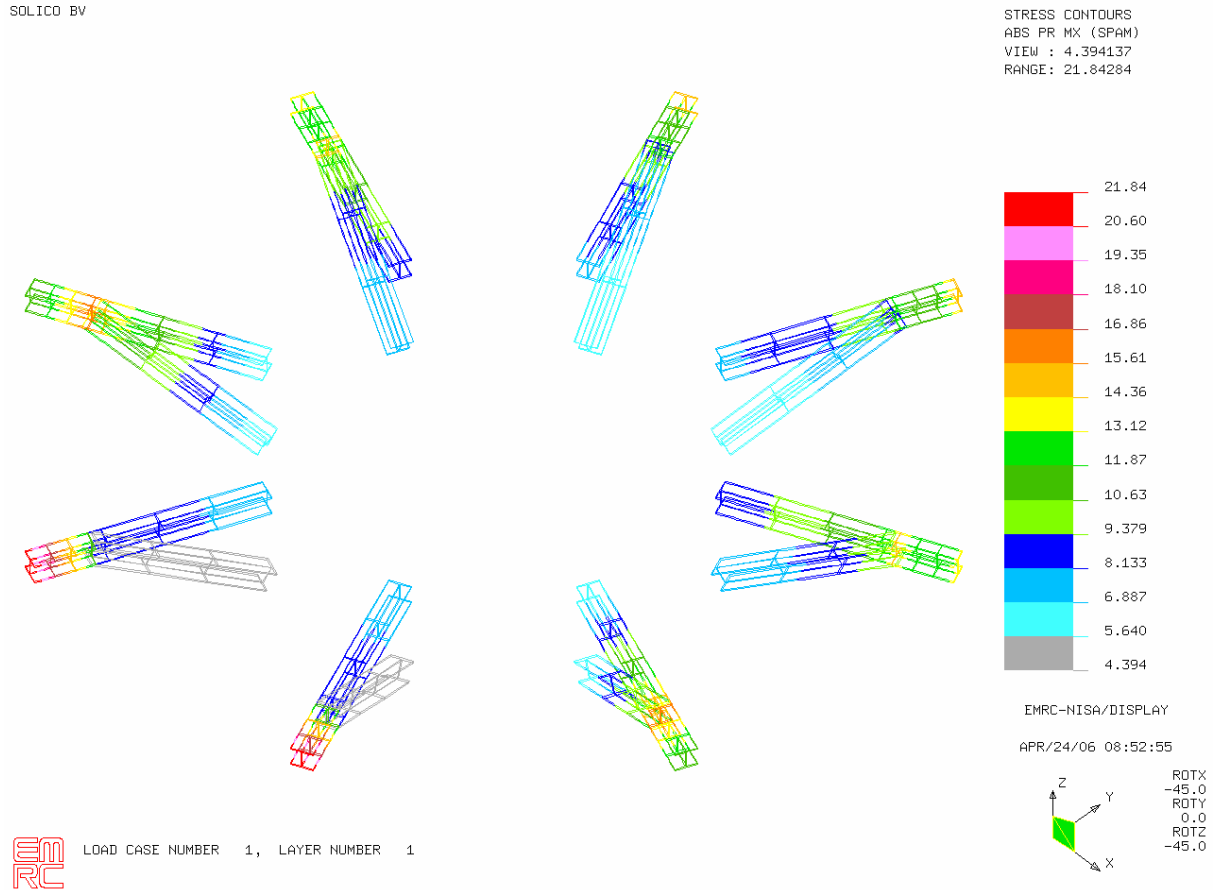 SOLICO BV
STRESS CONTOURS
ABS PR MX (SPAM)
VIEW : 4.394137
RANGE: 21.84284
21.84
20.60
19.35
18.10
16.86
15.61
14.36
13.12
11.87
10.63
9.379
8.133
6.887
5.640
4.394
EMRC-NISA/DISPLAY
APR/24/06 08:52:55
ROTX
-45.0
ROTY
0.0
ROTZ
-45.0
Z
Y
X
EM
RC
LOAD CASE NUMBER 1, LAYER NUMBER 1